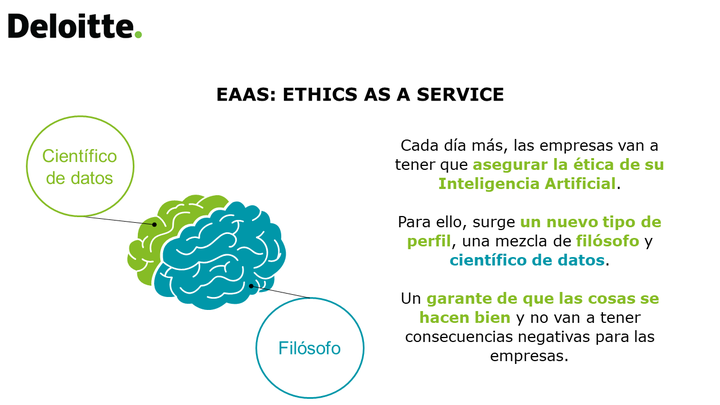 Deloitte.
EAAS: ETHICS AS A SERVICE
Científico
de datos
Filósofo
Cada día más, las empresas van a
tener que asegurar la ética de su
Inteligencia Artificial.
Para ello, surge un nuevo tipo de
perfil, una mezcla de filósofo y
científico de datos.
Un garante de que las cosas se
hacen bien y no van a tener
consecuencias negativas para las
empresas.